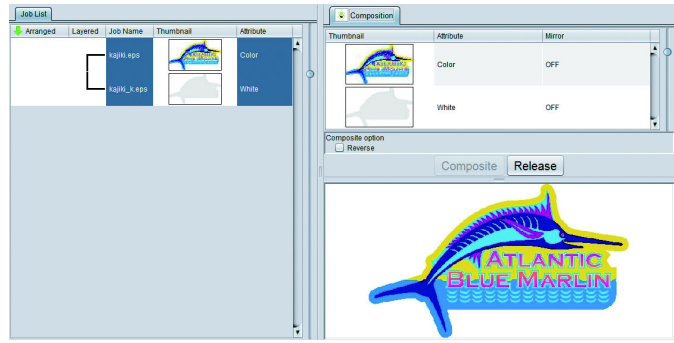 Job List
Arranged Layered Job Name Thumbnail Attribute
kajiki.eps Color
kajiki_k.eps White
Composition
Thumbnail Attribute Mirror
Color OFF
White OFF
Composite option
Reverse
Composite Release
ATLANTIC
BLUE MARLIN